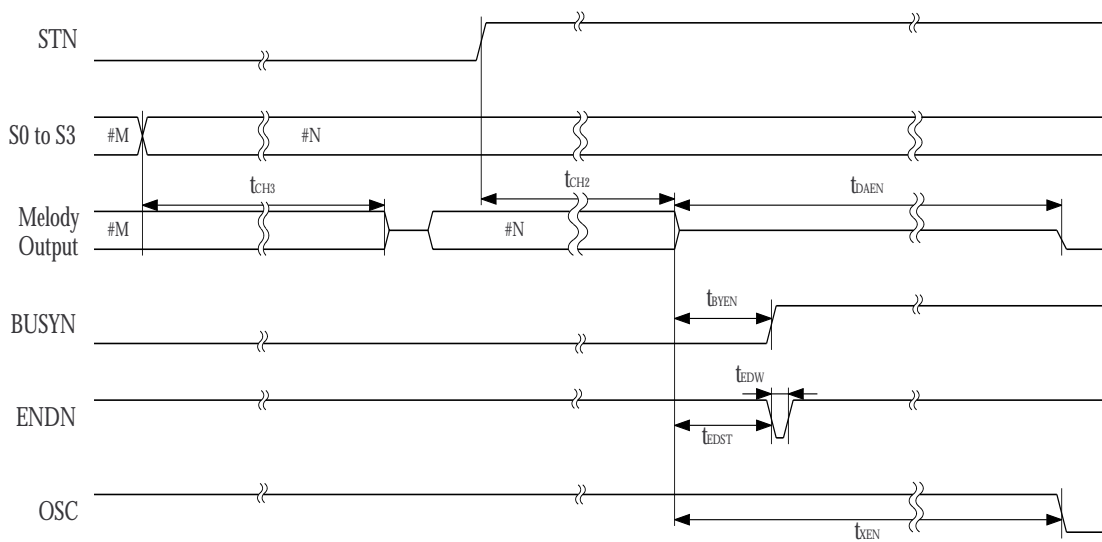 STN
S0 to S3 #M #N
tCH3 tCH2 tDAEN
Melody
Output #M #N
tBYEN
BUSYN
tEDW
ENDN
tEDST
OSC
tXEN